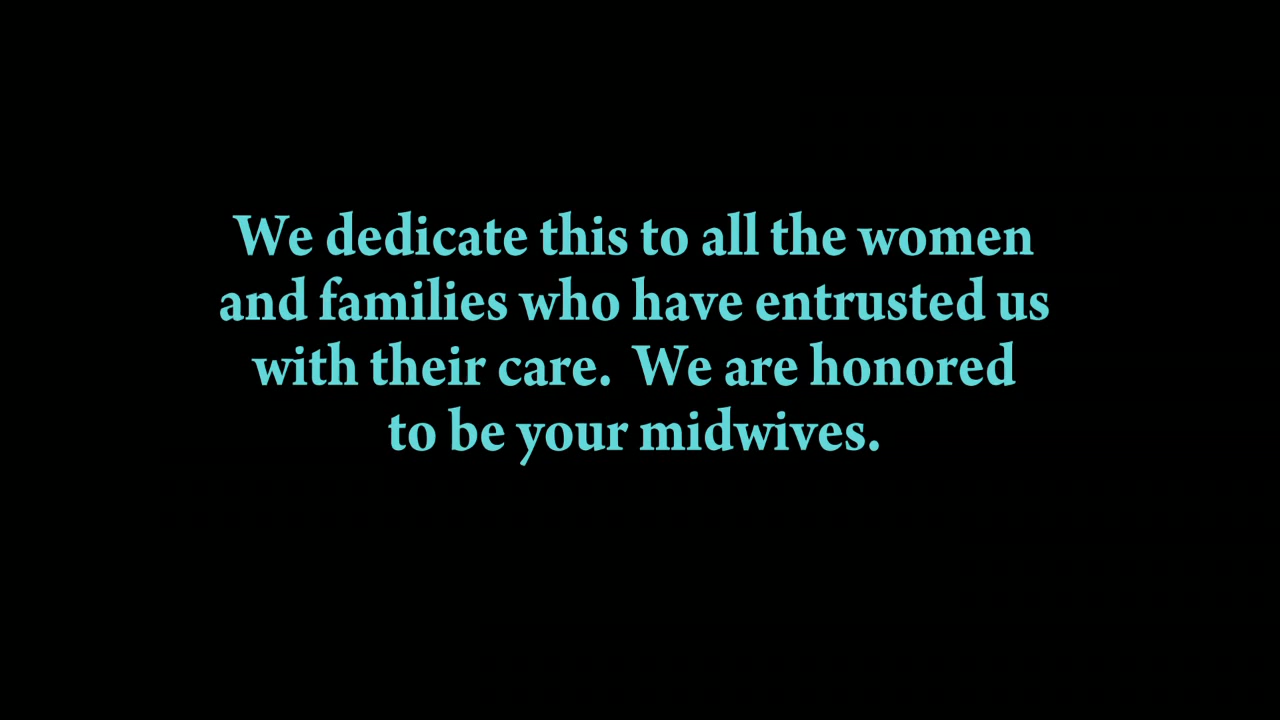 We dedicate this to all the women
and families who have entrusted us
with their care.  We are honored
to be your midwives.